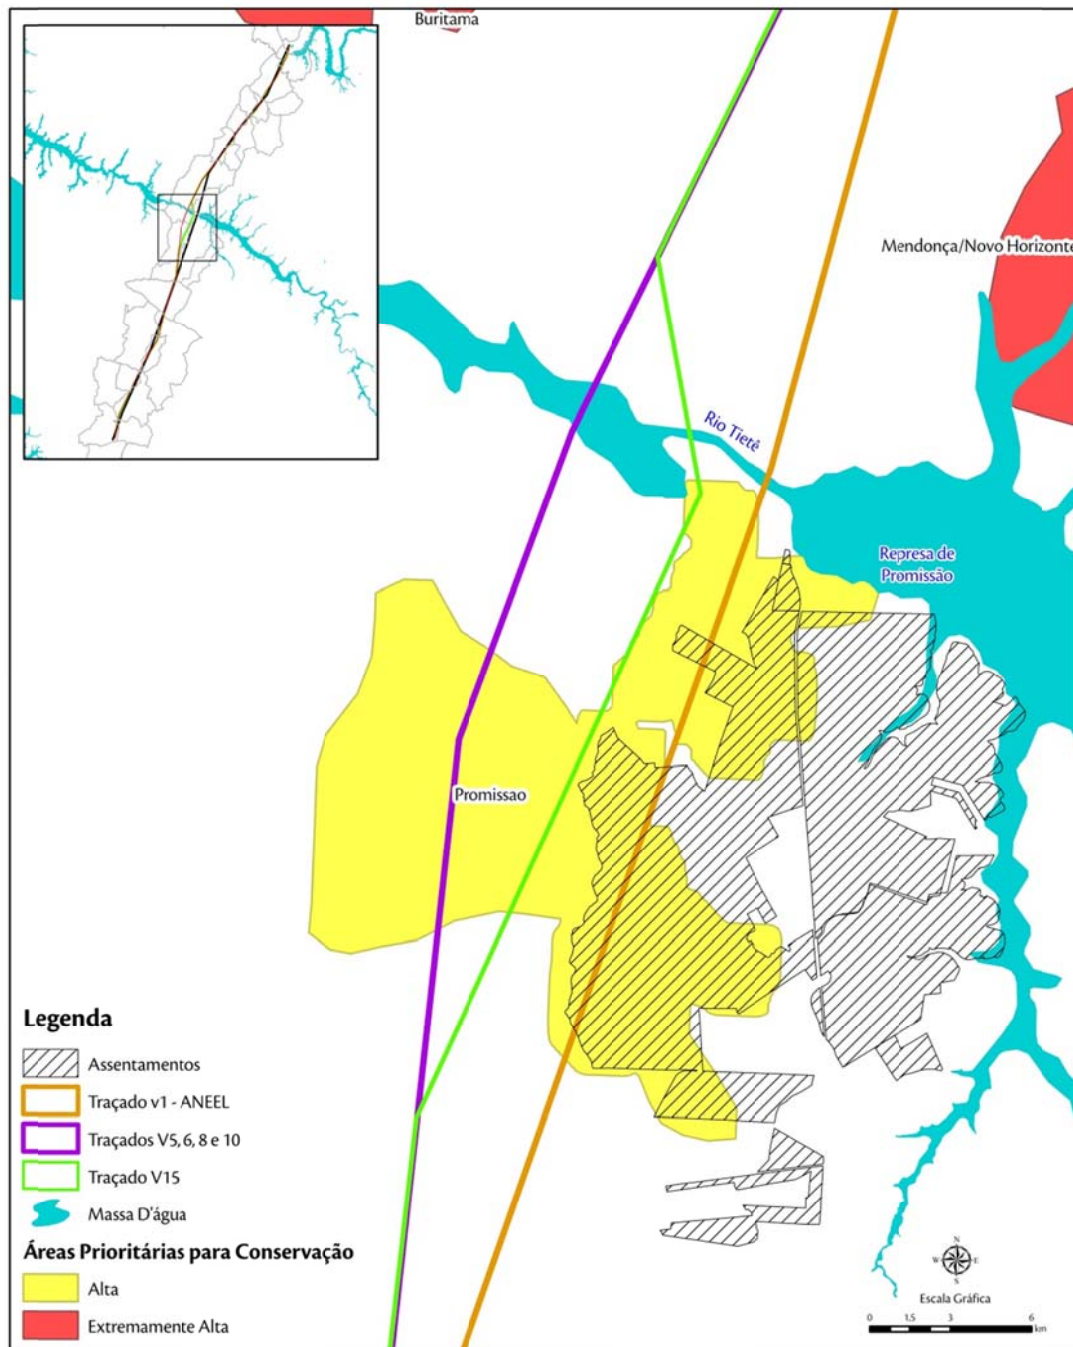 Buritama
Mendonça/Novo Horizonte
Rio Tietê
Represa de
Promissão
Promissao
Legenda
Assentamentos
Traçado v1 - ANEEL
Traçados V5, 6, 8 e 10
Traçado V15
Massa D'água
Áreas Prioritárias para Conservação
Alta
Extremamente Alta
N
W E
S
Escala Gráfica
0 1,5 3 6
km